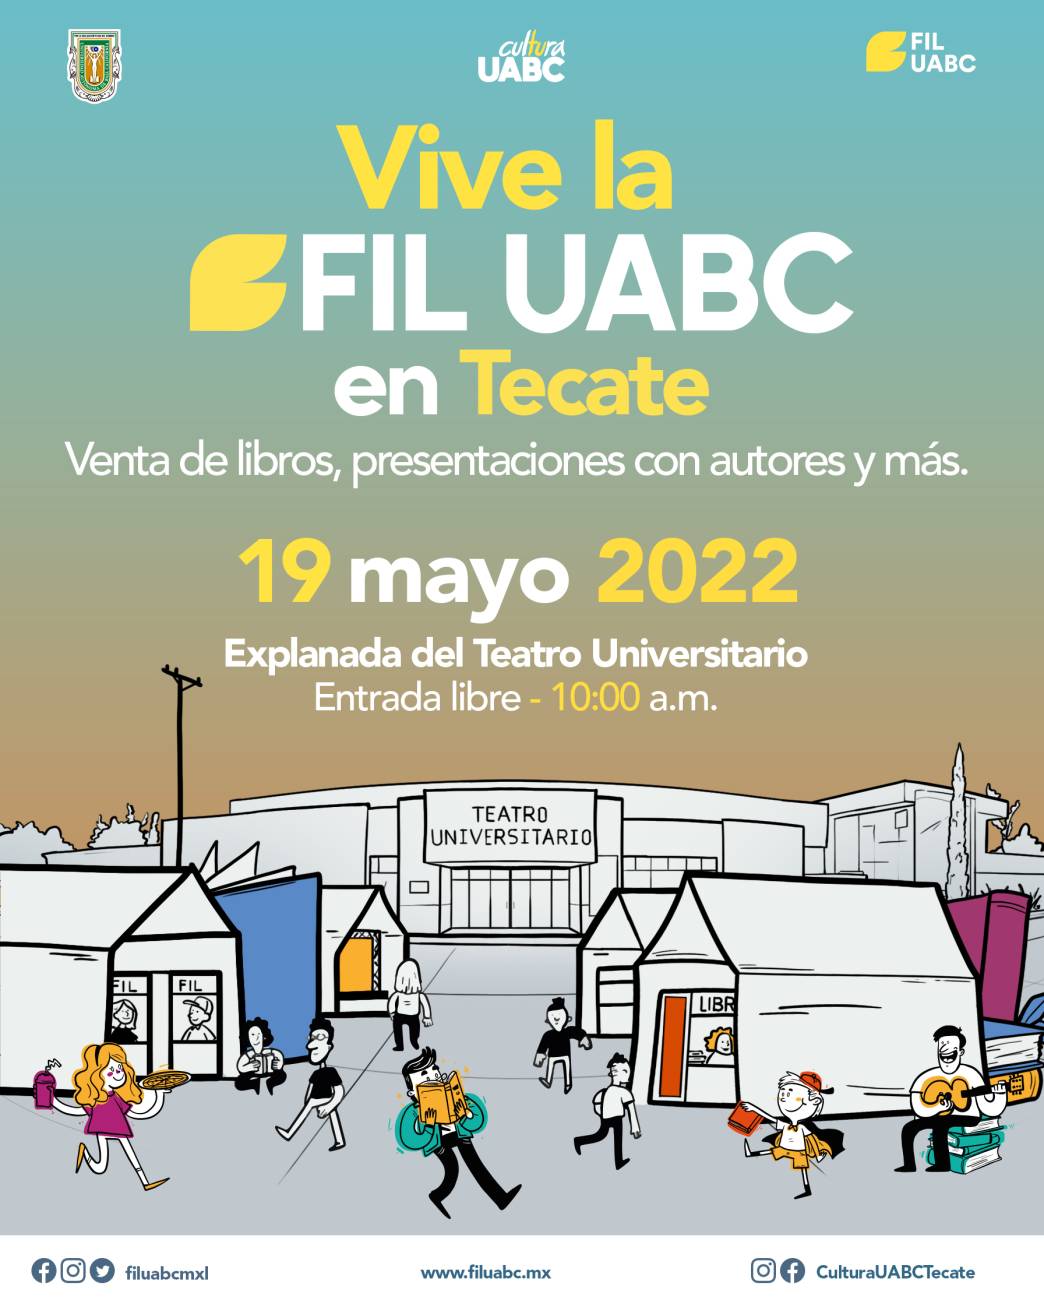 cultura
UABC
FIL
UABC
Vive la
FIL UABC
en Tecate
Venta de libros, presentaciones con autores y más.
19 mayo 2022
Explanada del Teatro Universitario
Entrada libre - 10:00 a.m.
TEATRO
UNIVERSITARIO
FIL
FIL
LIBR
filuabcmxl
www.filuabc.mx
CulturaUABCTecate